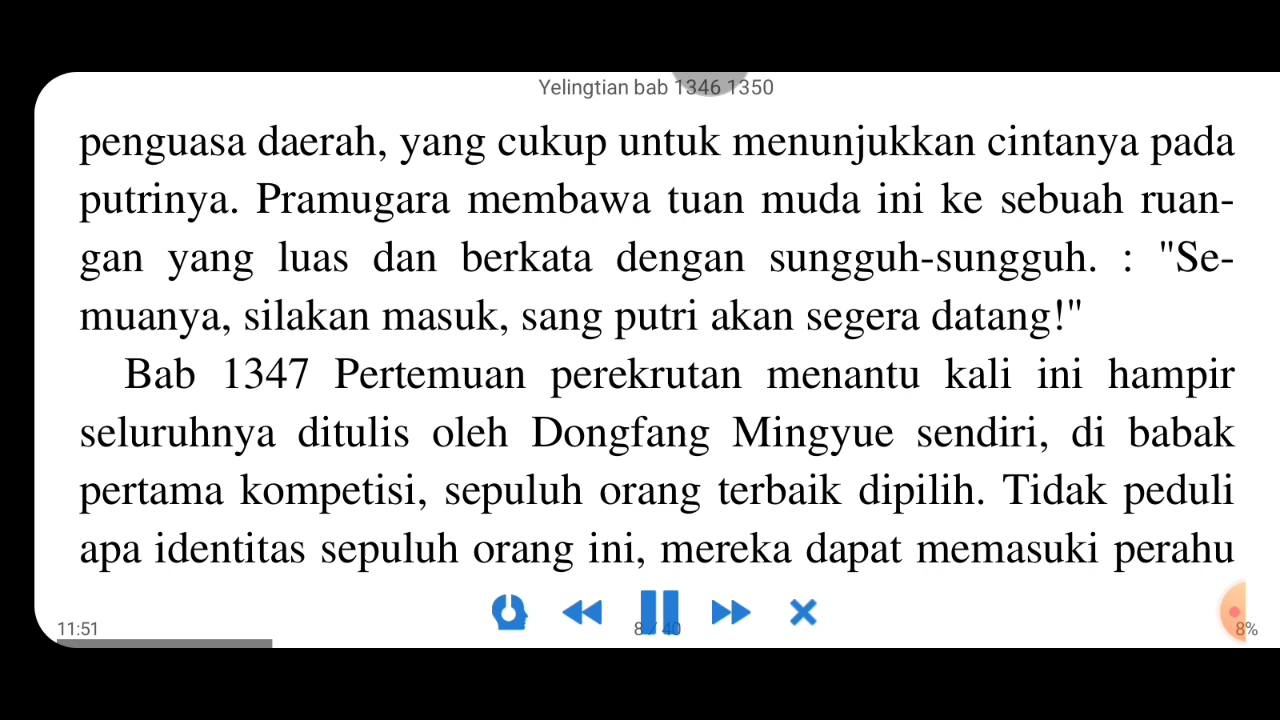 Yelingtian bab 1346 1350
penguasa daerah, yang cukup untuk menunjukkan cintanya pada
putrinya. Pramugara membawa tuan muda ini ke sebuah ruan-
gan yang luas dan berkata dengan sungguh-sungguh. : "Se-
muanya, silakan masuk, sang putri akan segera datang!"
Bab 1347 Pertemuan perekrutan menantu kali ini hampir
seluruhnya ditulis oleh Dongfang Mingyue sendiri, di babak
pertama kompetisi, sepuluh orang terbaik dipilih. Tidak peduli
apa identitas sepuluh orang ini, mereka dapat memasuki perahu
11:51 8 / 40 8%